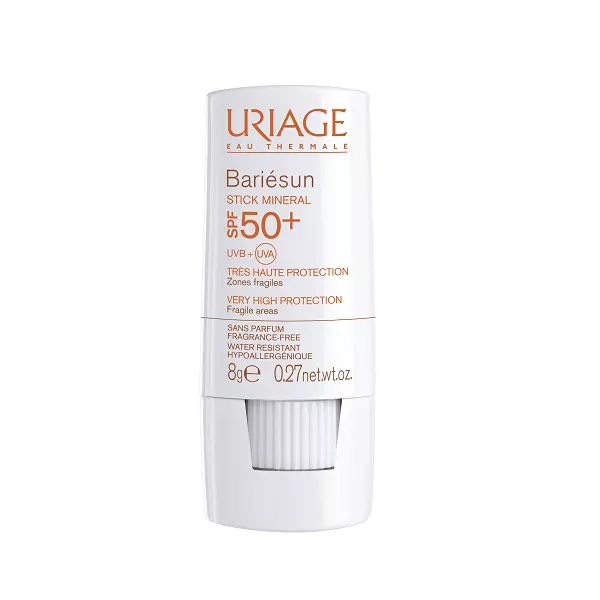 URIAGE
EAU THERMALE
Bariésun
STICK MINERAL
SPF 50+
UVB + UVA
TRÈS HAUTE PROTECTION
Zones fragiles
VERY HIGH PROTECTION
Fragile areas
SANS PARFUM
FRAGRANCE-FREE
WATER RESISTANT
HYPOALLERGÉNIQUE
8g℮ 0.27net.wt.oz.